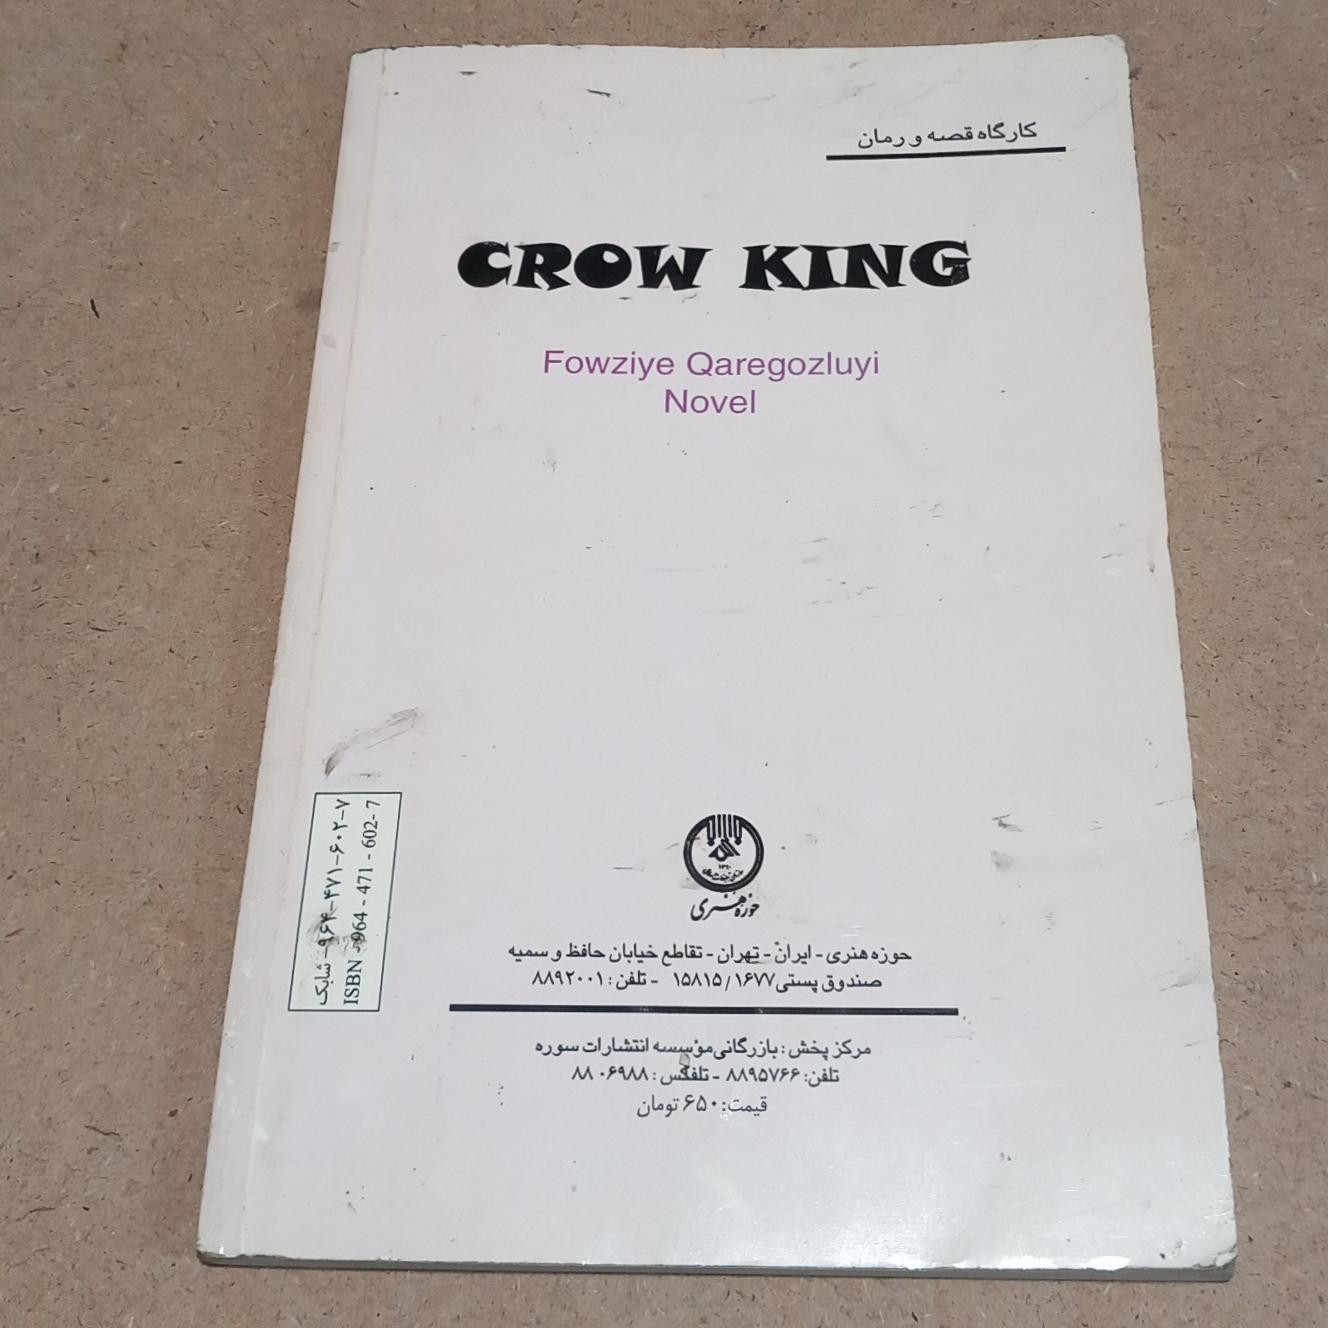 کارگاه قصه و رمان
CROW KING
Fowziye Qaregozluyi
Novel
شابک ۹۶۴-۴۷۱-۶۰۲-۷
ISBN - 964 - 471 - 602- 7
۱۳۶۰
حوزه هنری
حوزه هنری - ایران - تهران - تقاطع خیابان حافظ و سمیه
صندوق پستی ۱۵۸۱۵/۱۶۷۷ - تلفن: ۸۸۹۲۰۰۱
مرکز پخش: بازرگانی مؤسسه انتشارات سوره
تلفن: ۸۸۹۵۷۶۶ - تلفکس: ۸۸۰۶۹۸۸
قیمت: ۶۵۰ تومان